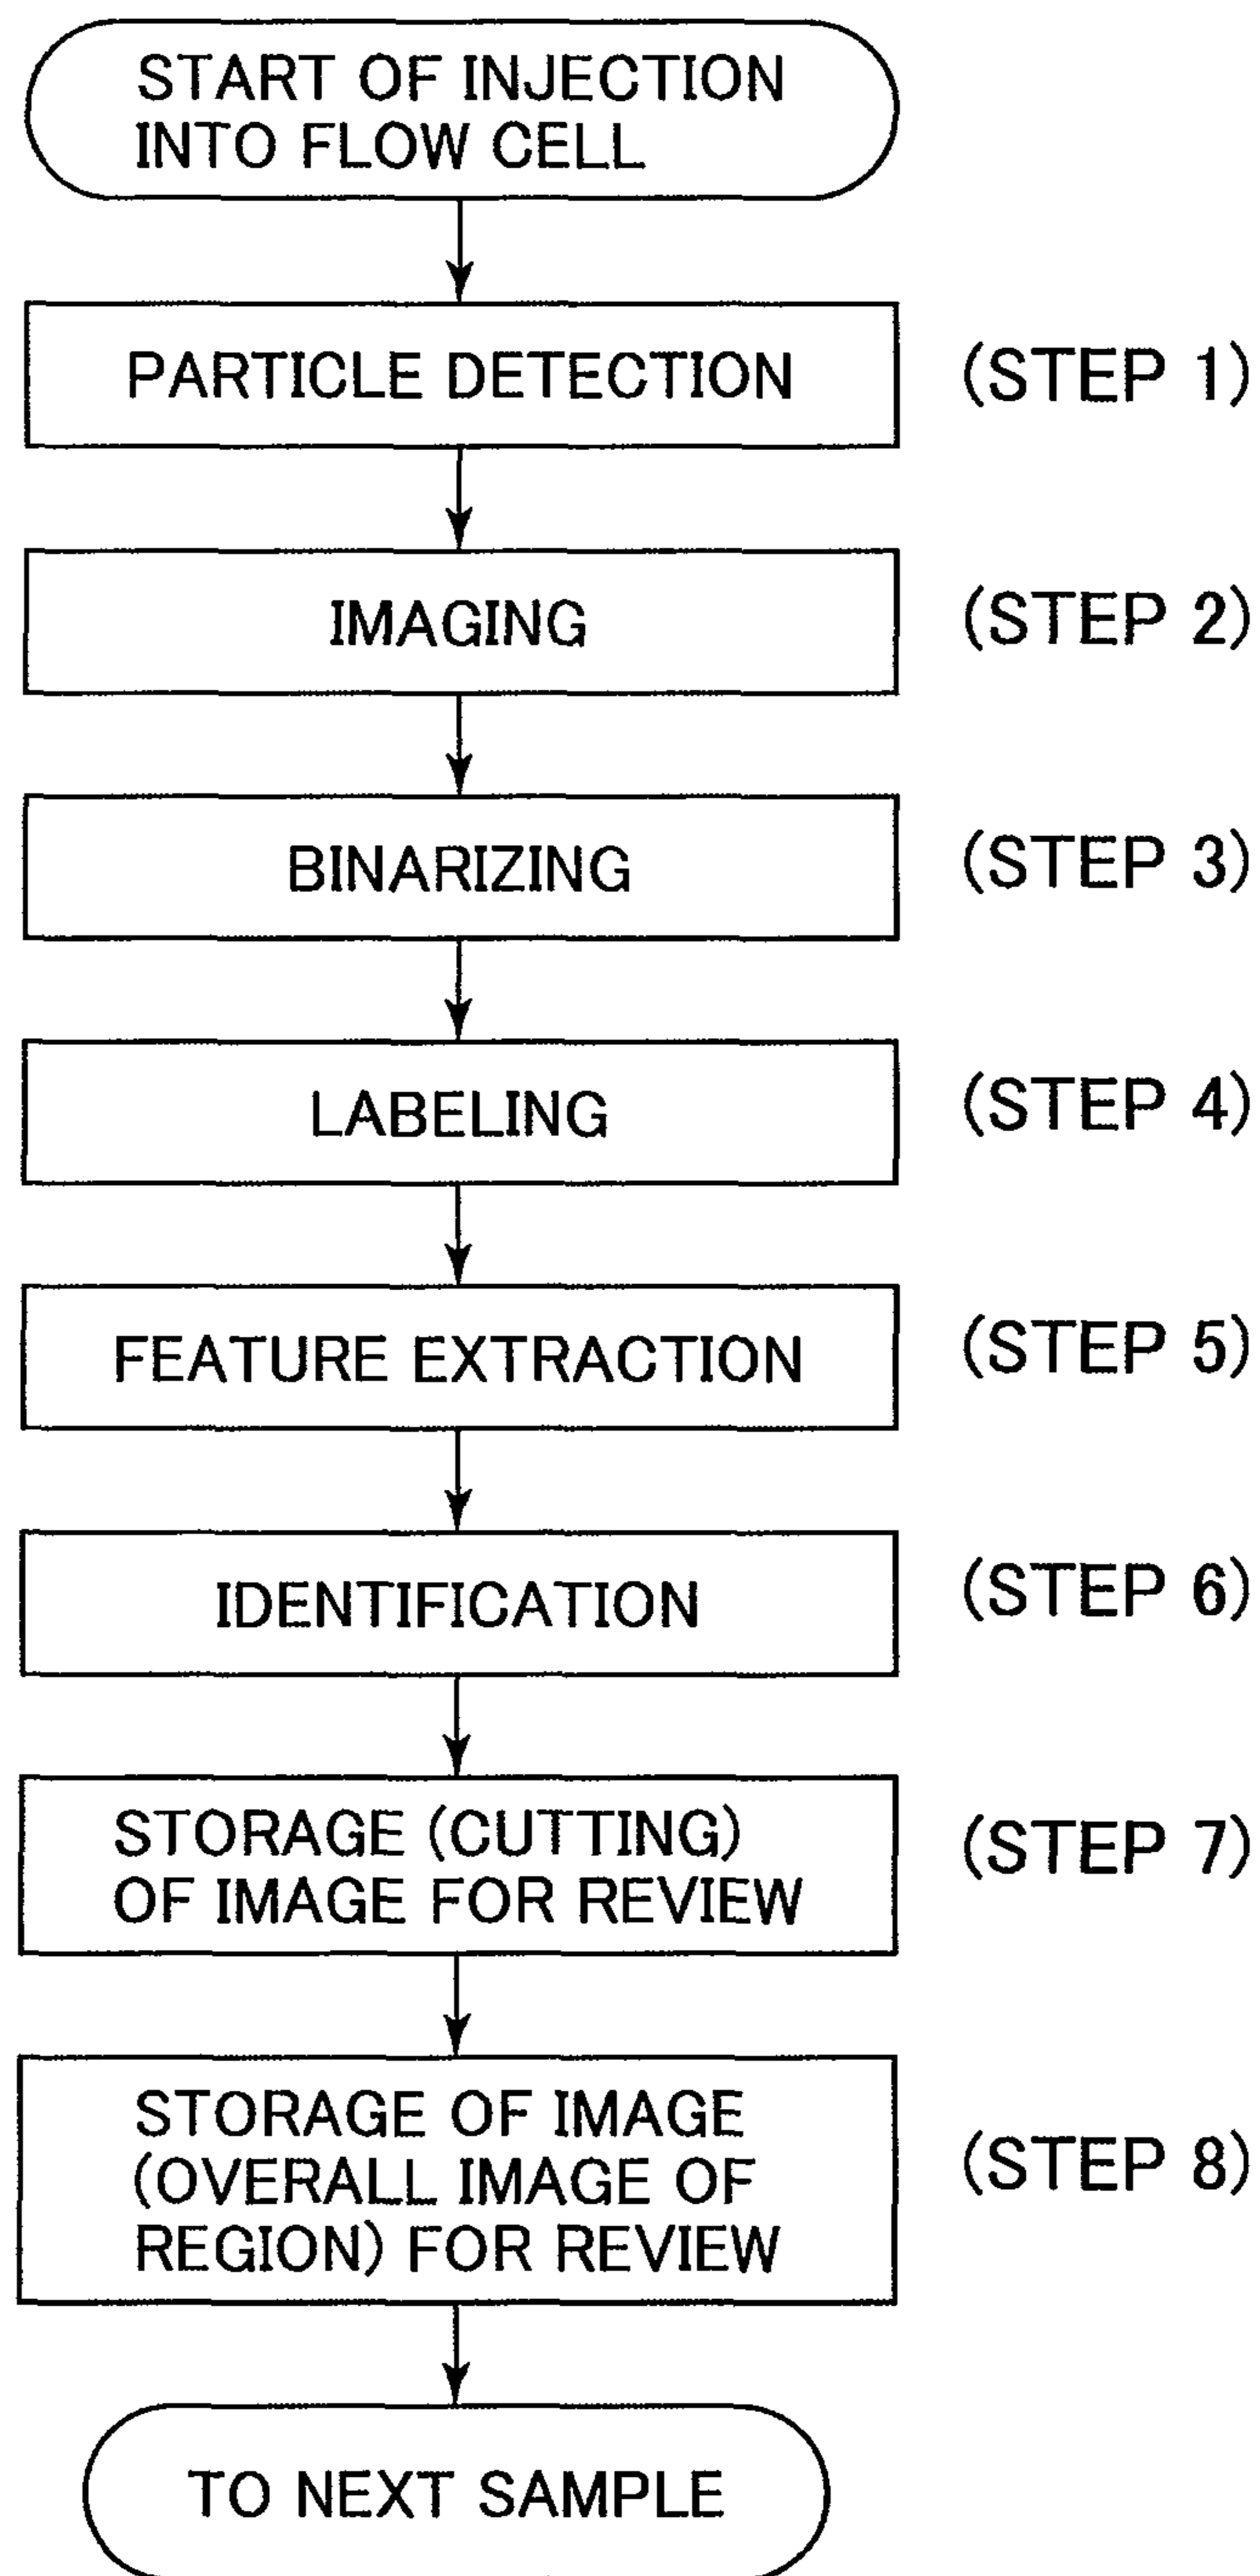 START OF INJECTION
INTO FLOW CELL
PARTICLE DETECTION
(STEP 1)
IMAGING
(STEP 2)
BINARIZING
(STEP 3)
LABELING
(STEP 4)
FEATURE EXTRACTION
(STEP 5)
IDENTIFICATION
(STEP 6)
STORAGE (CUTTING)
OF IMAGE FOR REVIEW
(STEP 7)
STORAGE OF IMAGE
(OVERALL IMAGE OF
REGION) FOR REVIEW
(STEP 8)
TO NEXT SAMPLE